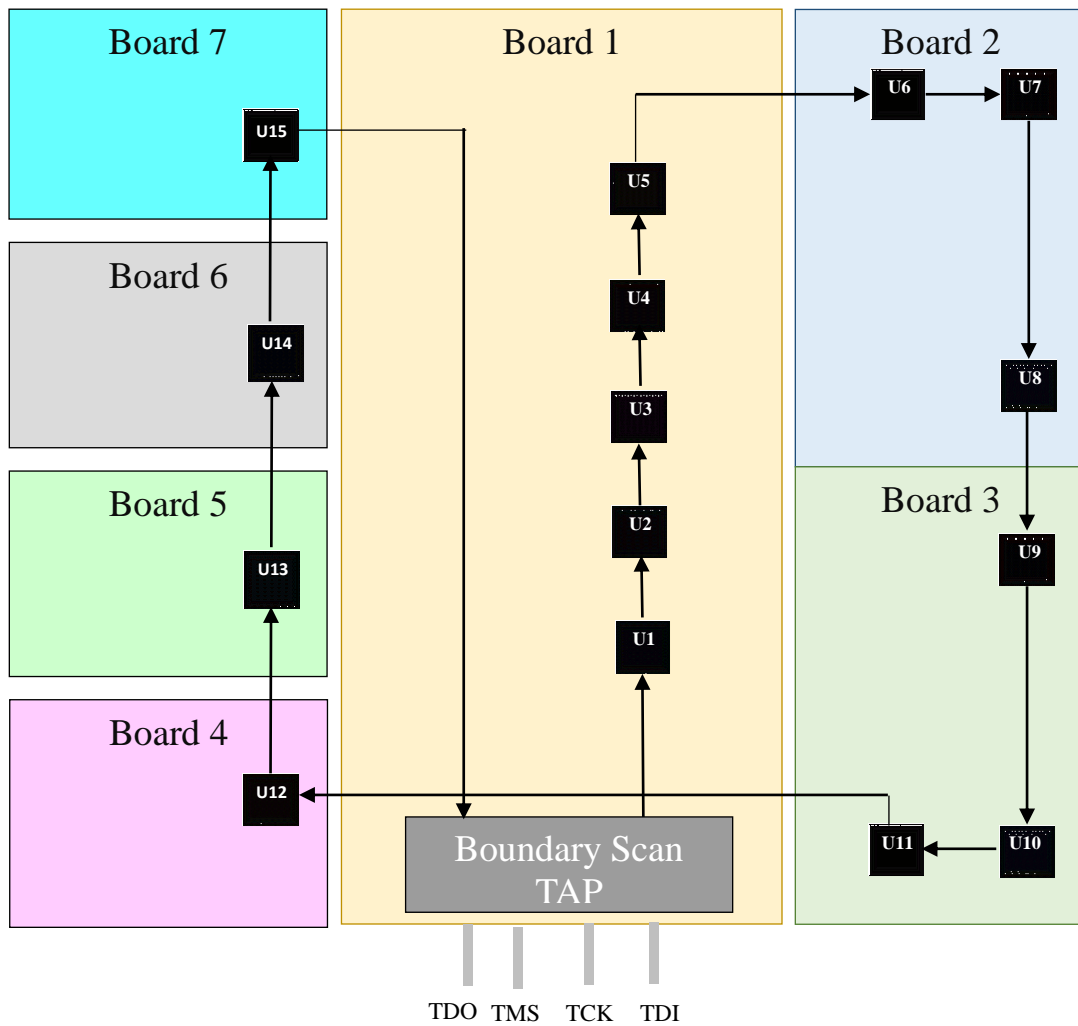 Board 7
Board 1
Board 2
U15
U6
U7
U5
Board 6
U14
U4
U8
U3
Board 5
Board 3
U13
U2
U9
U1
Board 4
U12
Boundary Scan
TAP
U11
U10
TDO
TMS
TCK
TDI